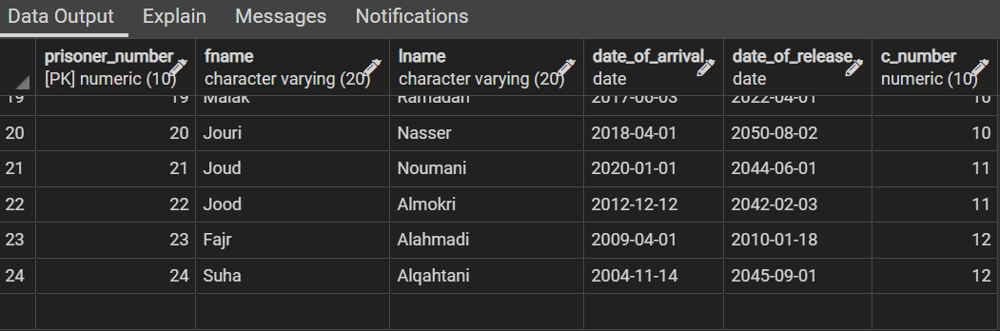 Data Output Explain Messages Notifications
prisoner_number fname lname date_of_arrival date_of_release c_number
[PK] numeric (10) character varying (20) character varying (20) date date numeric (10)
19 19 Malak Ramadan 2017-06-03 2022-04-01 10
20 20 Jouri Nasser 2018-04-01 2050-08-02 10
21 21 Joud Noumani 2020-01-01 2044-06-01 11
22 22 Jood Almokri 2012-12-12 2042-02-03 11
23 23 Fajr Alahmadi 2009-04-01 2010-01-18 12
24 24 Suha Alqahtani 2004-11-14 2045-09-01 12